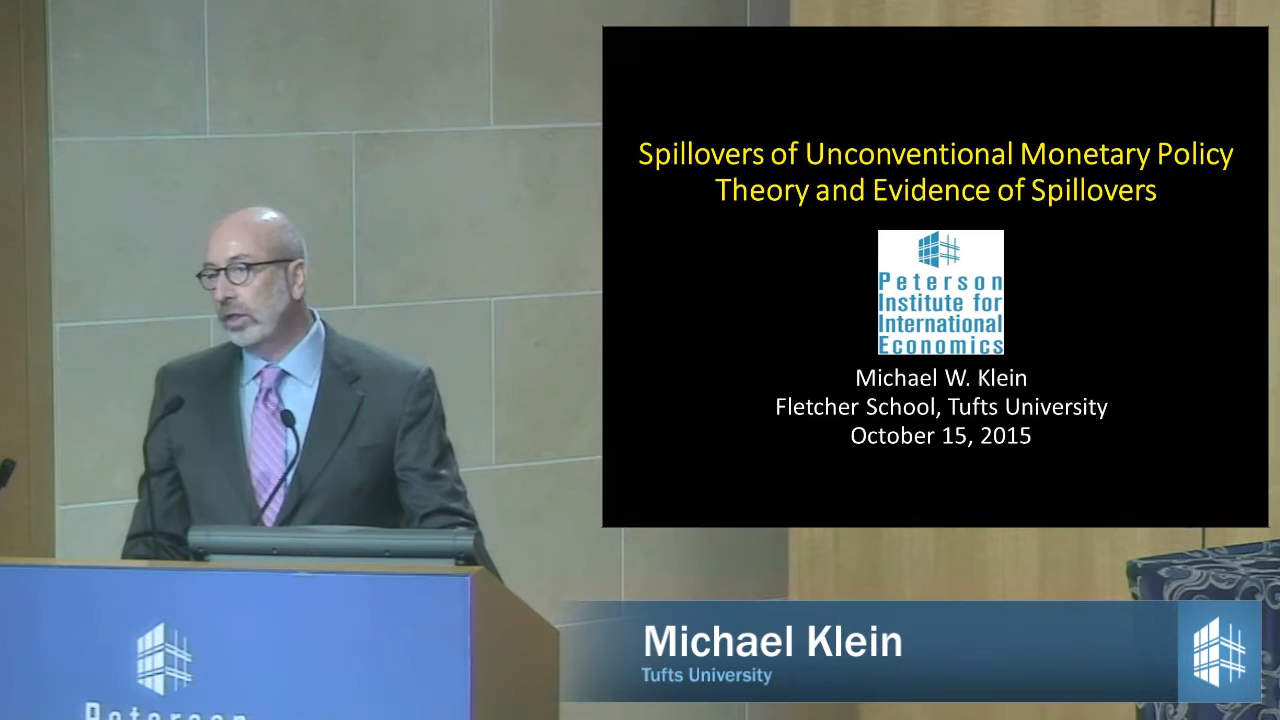 Spillovers of Unconventional Monetary Policy
Theory and Evidence of Spillovers
Peterson
Institute for
International
Economics
Michael W. Klein
Fletcher School, Tufts University
October 15, 2015
Michael Klein
Tufts University
Peterson